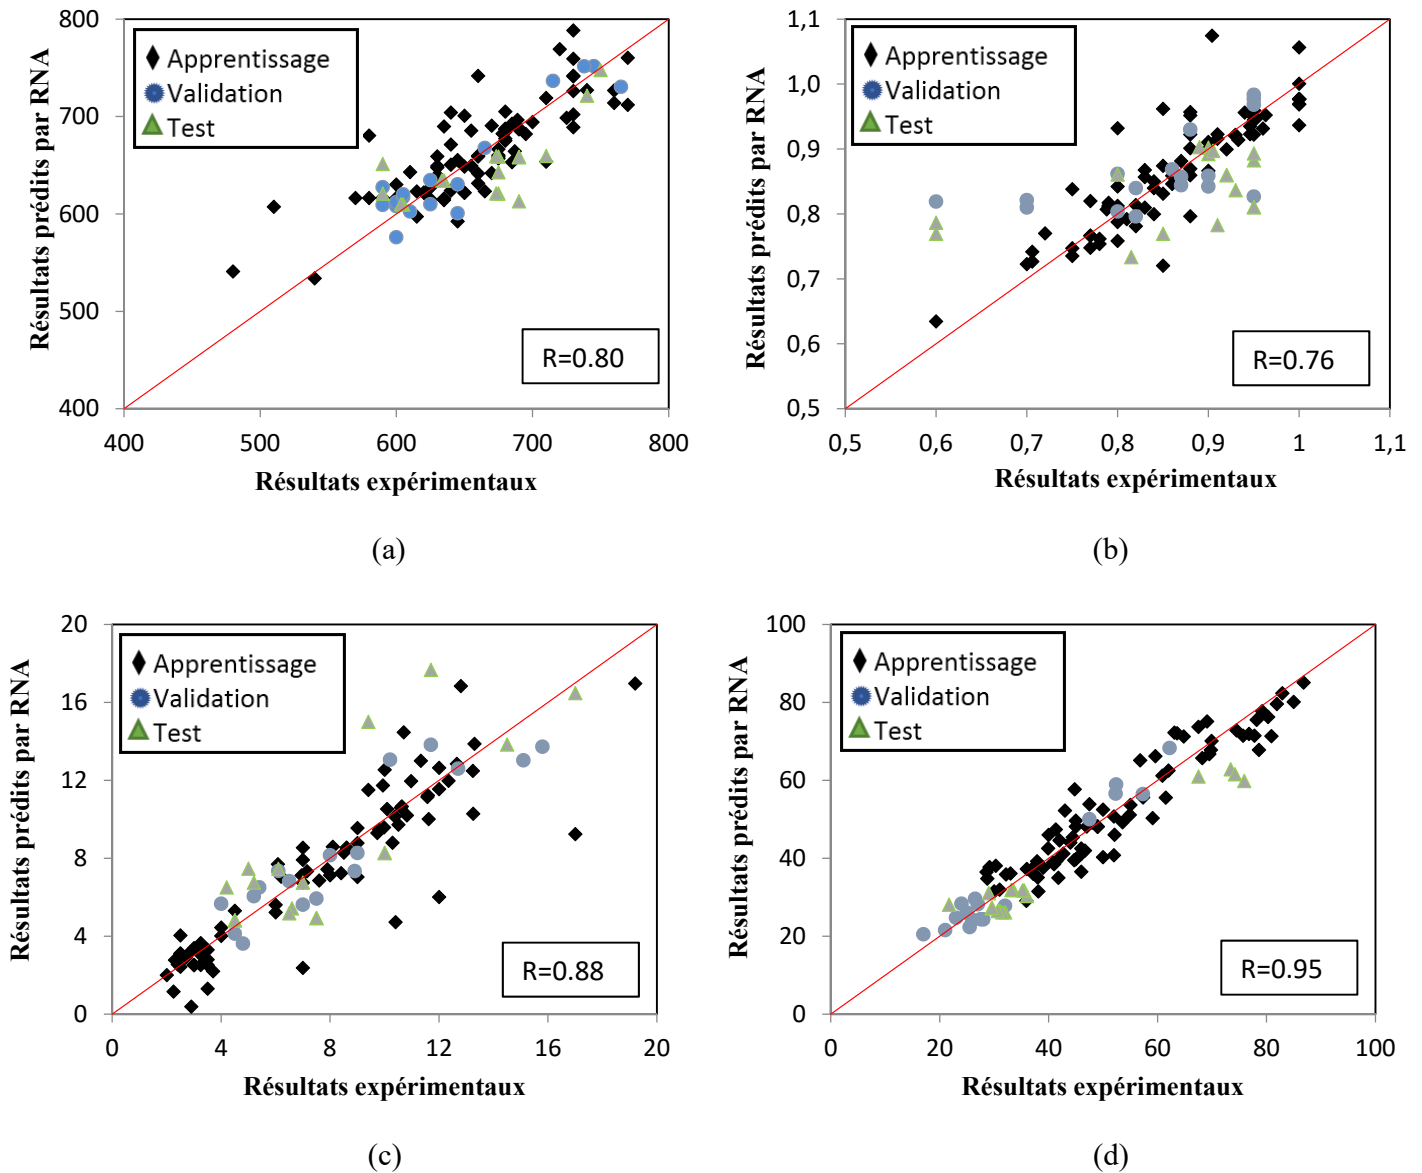 Résultats prédits par RNA
800
700
600
500
400
Apprentissage
Validation
Test
R=0.80
400 500 600 700 800
Résultats expérimentaux
(a)
Résultats prédits par RNA
1,1
1,0
0,9
0,8
0,7
0,6
0,5
Apprentissage
Validation
Test
R=0.76
0,5 0,6 0,7 0,8 0,9 1 1,1
Résultats expérimentaux
(b)
Résultats prédits par RNA
20
16
12
8
4
0
Apprentissage
Validation
Test
R=0.88
0 4 8 12 16 20
Résultats expérimentaux
(c)
Résultats prédits par RNA
100
80
60
40
20
0
Apprentissage
Validation
Test
R=0.95
0 20 40 60 80 100
Résultats expérimentaux
(d)